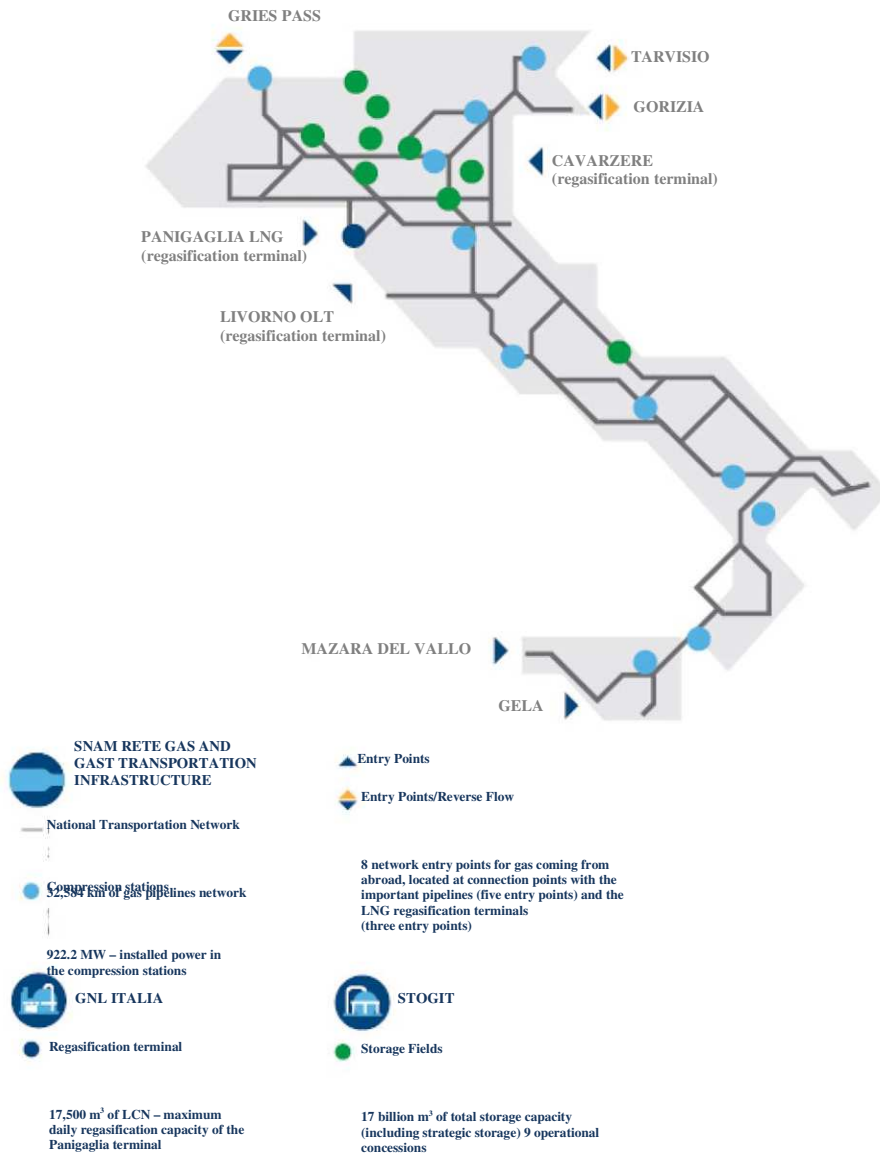 GRIES PASS
TARVISIO
GORIZIA
CAVARZERE
(regasification terminal)
PANIGAGLIA LNG
(regasification terminal)
LIVORNO OLT
(regasification terminal)
MAZARA DEL VALLO
GELA
SNAM RETE GAS AND
GAST TRANSPORTATION
INFRASTRUCTURE
National Transportation Network
Compression stations
32,584 km of gas pipelines network
922.2 MW – installed power in
the compression stations
Entry Points
Entry Points/Reverse Flow
8 network entry points for gas coming from
abroad, located at connection points with the
important pipelines (five entry points) and the
LNG regasification terminals
(three entry points)
GNL ITALIA
Regasification terminal
17,500 m³ of LCN – maximum
daily regasification capacity of the
Panigaglia terminal
STOGIT
Storage Fields
17 billion m³ of total storage capacity
(including strategic storage) 9 operational
concessions